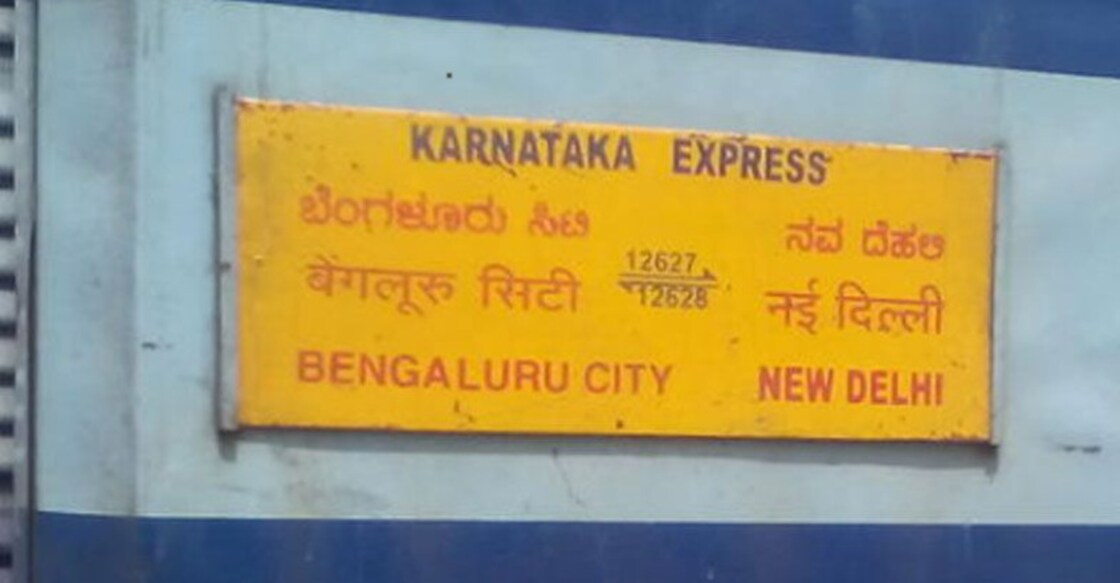 KARNATAKA EXPRESS
ಬೆಂಗಳೂರು ಸಿಟಿ ನವ ದೆಹಲಿ
बेंगलूरु सिटी 12627 नई दिल्ली
12628
BENGALURU CITY NEW DELHI